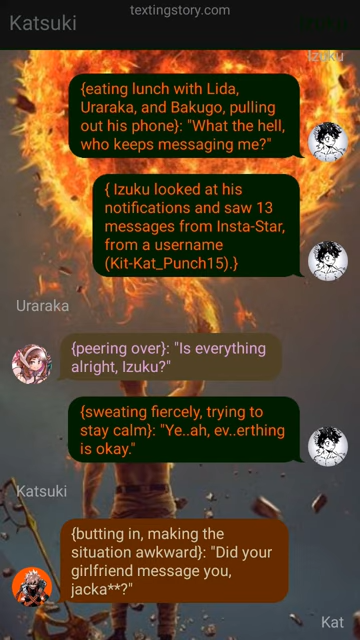 textingstory.com
Katsuki
Izuku
{eating lunch with Lida,
Uraraka, and Bakugo, pulling
out his phone}: "What the hell,
who keeps messaging me?"
{ Izuku looked at his
notifications and saw 13
messages from Insta-Star,
from a username
(Kit-Kat_Punch15).}
Uraraka
{peering over}: "Is everything
alright, Izuku?"
{sweating fiercely, trying to
stay calm}: "Ye..ah, ev..erthing
is okay."
Katsuki
{butting in, making the
situation awkward}: "Did your
girlfriend message you,
jacka**?"
Kat